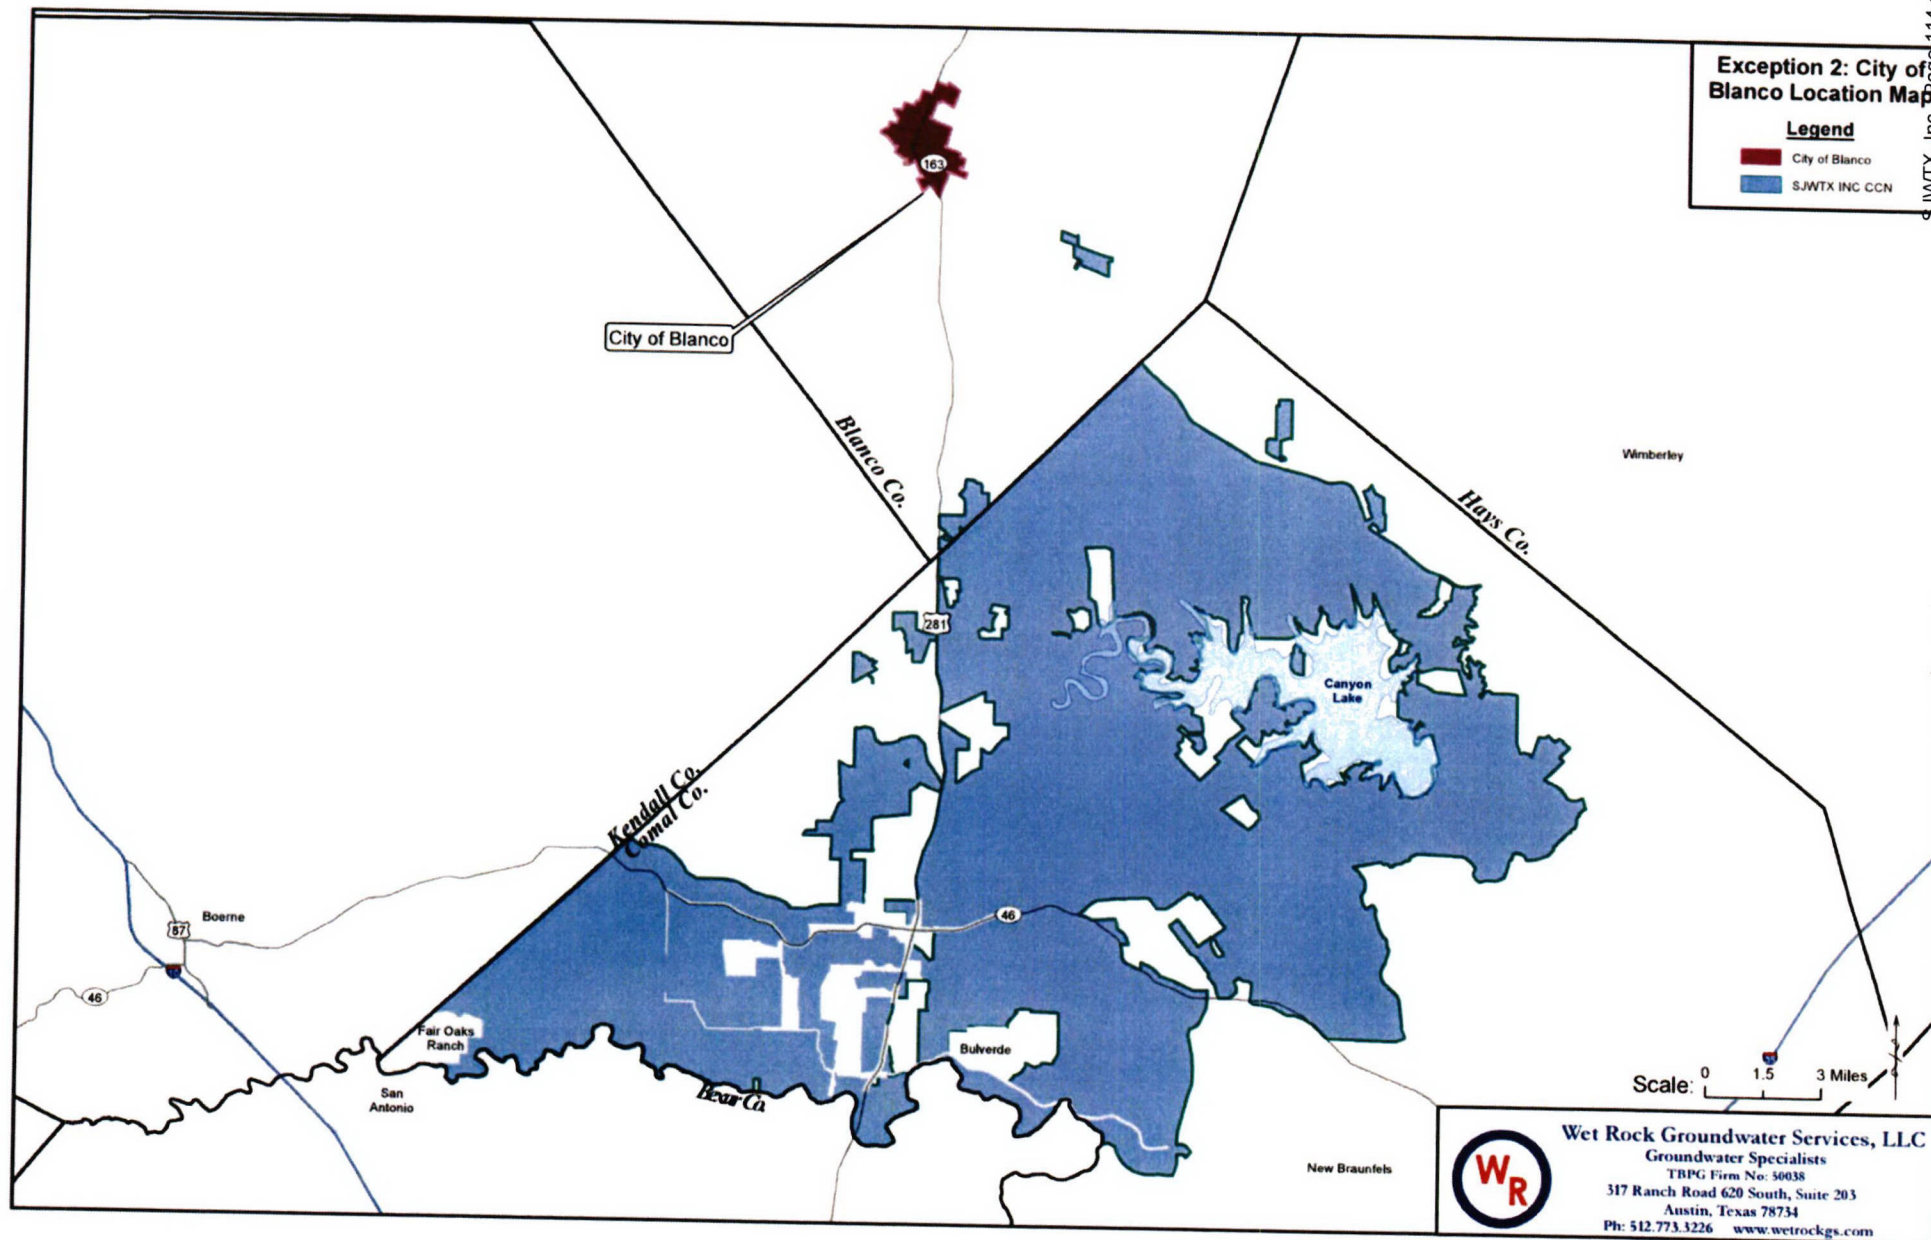 Exception 2: City of
Blanco Location Map
Legend
City of Blanco
SJWTX INC CCN
163
City of Blanco
Blanco Co.
Wimberley
Hays Co.
281
Canyon
Lake
Kendall Co.
Comal Co.
Boerne
87
46
46
Fair Oaks
Ranch
Bulverde
San
Antonio
Bexar Co.
New Braunfels
35
Scale:
0 1.5 3 Miles
WR
Wet Rock Groundwater Services, LLC
Groundwater Specialists
TBPG Firm No: 50038
317 Ranch Road 620 South, Suite 203
Austin, Texas 78734
Ph: 512.773.3226 www.wetrockgs.com